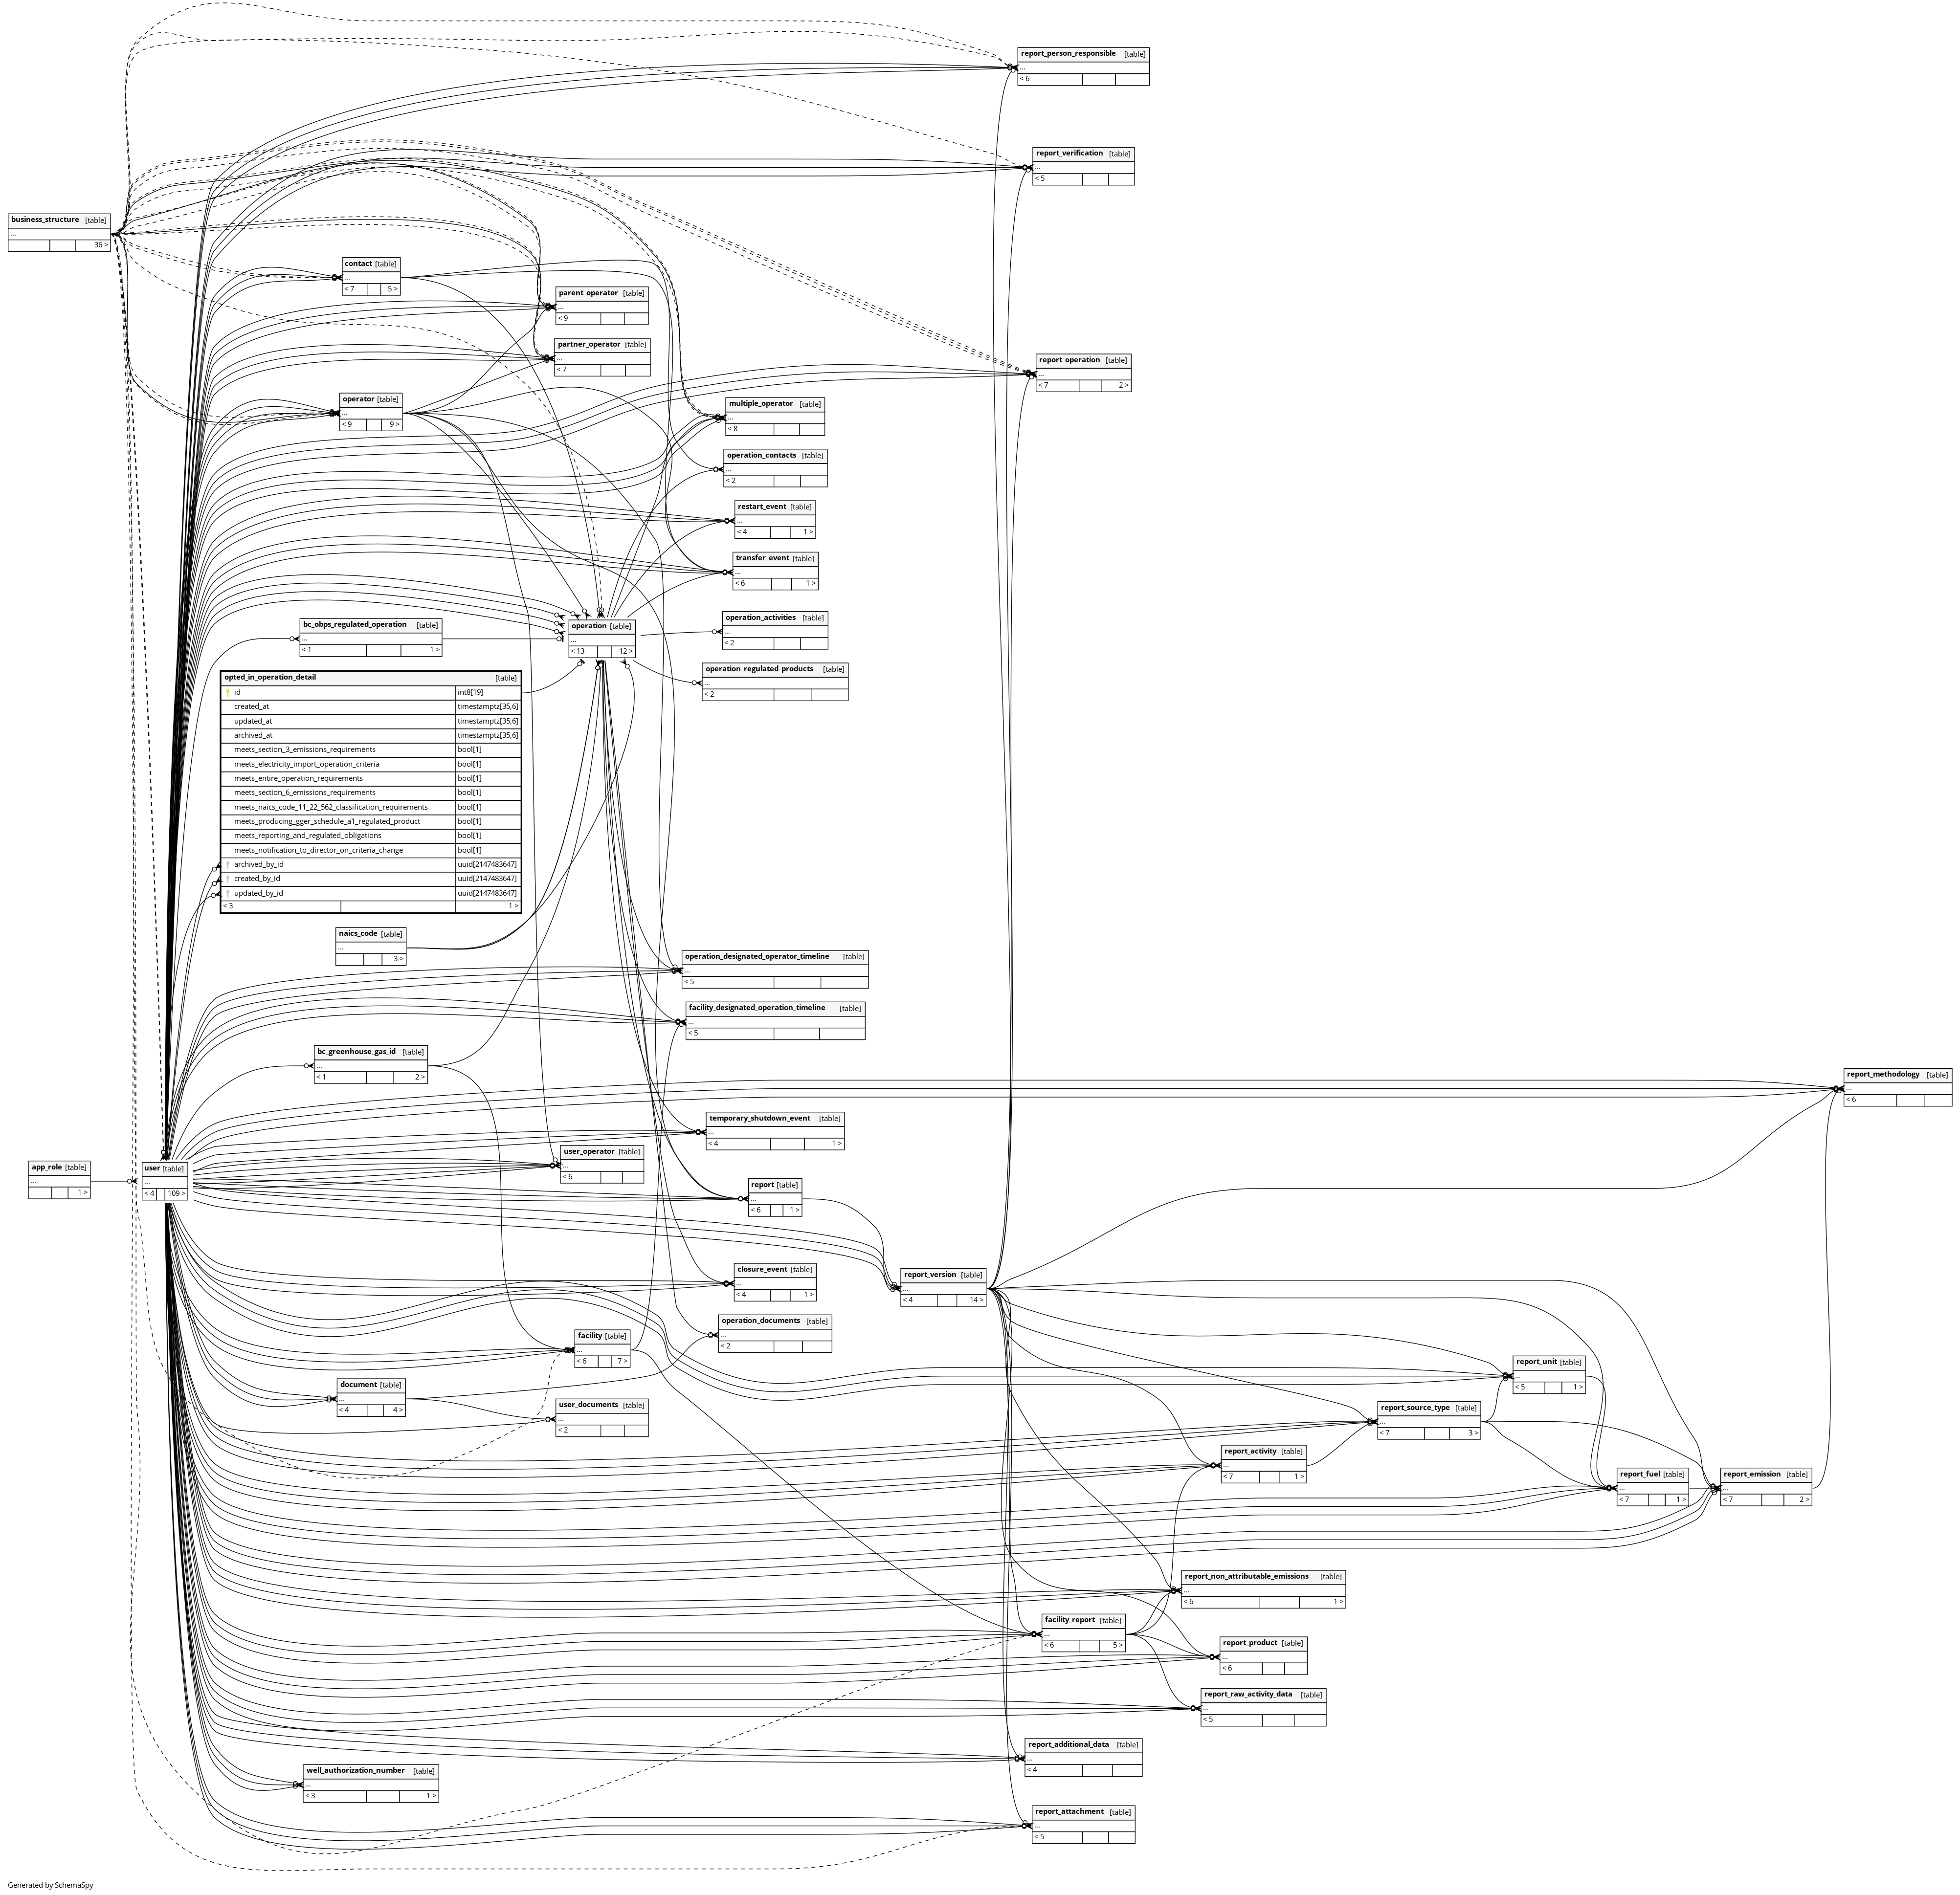 report_person_responsible [table]
...
< 6
report_verification [table]
...
< 5
business_structure [table]
...
36 >
contact [table]
...
< 7 5 >
parent_operator [table]
...
< 9
partner_operator [table]
...
< 7
report_operation [table]
...
< 7 2 >
operator [table]
...
< 9 9 >
multiple_operator [table]
...
< 8
operation_contacts [table]
...
< 2
restart_event [table]
...
< 4 1 >
transfer_event [table]
...
< 6 1 >
operation_activities [table]
...
< 2
bc_obps_regulated_operation [table]
...
< 1 1 >
operation [table]
...
< 13 12 >
operation_regulated_products [table]
...
< 2
opted_in_operation_detail [table]
id int8[19]
created_at timestamptz[35,6]
updated_at timestamptz[35,6]
archived_at timestamptz[35,6]
meets_section_3_emissions_requirements bool[1]
meets_electricity_import_operation_criteria bool[1]
meets_entire_operation_requirements bool[1]
meets_section_6_emissions_requirements bool[1]
meets_naics_code_11_22_562_classification_requirements bool[1]
meets_producing_gger_schedule_a1_regulated_product bool[1]
meets_reporting_and_regulated_obligations bool[1]
meets_notification_to_director_on_criteria_change bool[1]
archived_by_id uuid[2147483647]
created_by_id uuid[2147483647]
updated_by_id uuid[2147483647]
< 3 1 >
naics_code [table]
...
3 >
operation_designated_operator_timeline [table]
...
< 5
facility_designated_operation_timeline [table]
...
< 5
bc_greenhouse_gas_id [table]
...
< 1 2 >
report_methodology [table]
...
< 6
temporary_shutdown_event [table]
...
< 4 1 >
user_operator [table]
...
< 6
app_role [table]
...
1 >
user [table]
...
< 4 109 >
report [table]
...
< 6 1 >
closure_event [table]
...
< 4 1 >
report_version [table]
...
< 4 14 >
operation_documents [table]
...
< 2
facility [table]
...
< 6 7 >
report_unit [table]
...
< 5 1 >
document [table]
...
< 4 4 >
user_documents [table]
...
< 2
report_source_type [table]
...
< 7 3 >
report_activity [table]
...
< 7 1 >
report_fuel [table]
...
< 7 1 >
report_emission [table]
...
< 7 2 >
report_non_attributable_emissions [table]
...
< 6 1 >
facility_report [table]
...
< 6 5 >
report_product [table]
...
< 6
report_raw_activity_data [table]
...
< 5
report_additional_data [table]
...
< 4
well_authorization_number [table]
...
< 3 1 >
report_attachment [table]
...
< 5
Generated by SchemaSpy